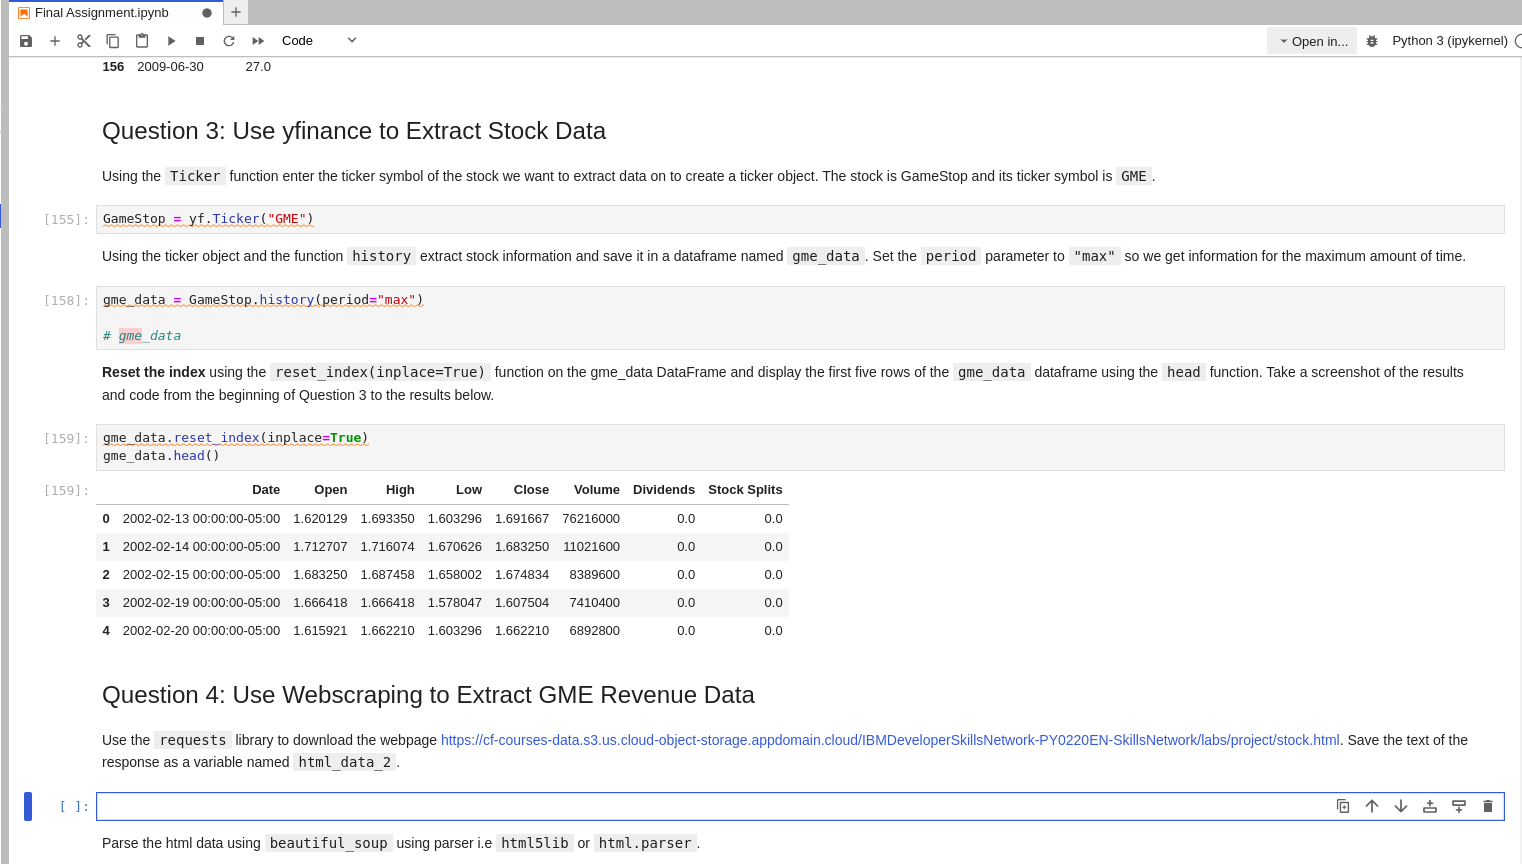 Final Assignment.ipynb
Code
Open in...
Python 3 (ipykernel)
156 2009-06-30 27.0
Question 3: Use yfinance to Extract Stock Data
Using the Ticker function enter the ticker symbol of the stock we want to extract data on to create a ticker object. The stock is GameStop and its ticker symbol is GME .
[155]: GameStop = yf.Ticker("GME")
Using the ticker object and the function history extract stock information and save it in a dataframe named gme_data . Set the period parameter to "max" so we get information for the maximum amount of time.
[158]: gme_data = GameStop.history(period="max")
# gme_data
Reset the index using the reset_index(inplace=True) function on the gme_data DataFrame and display the first five rows of the gme_data dataframe using the head function. Take a screenshot of the results
and code from the beginning of Question 3 to the results below.
[159]: gme_data.reset_index(inplace=True)
gme_data.head()
[159]: Date Open High Low Close Volume Dividends Stock Splits
0 2002-02-13 00:00:00-05:00 1.620129 1.693350 1.603296 1.691667 76216000 0.0 0.0
1 2002-02-14 00:00:00-05:00 1.712707 1.716074 1.670626 1.683250 11021600 0.0 0.0
2 2002-02-15 00:00:00-05:00 1.683250 1.687458 1.658002 1.674834 8389600 0.0 0.0
3 2002-02-19 00:00:00-05:00 1.666418 1.666418 1.578047 1.607504 7410400 0.0 0.0
4 2002-02-20 00:00:00-05:00 1.615921 1.662210 1.603296 1.662210 6892800 0.0 0.0
Question 4: Use Webscraping to Extract GME Revenue Data
Use the requests library to download the webpage https://cf-courses-data.s3.us.cloud-object-storage.appdomain.cloud/IBMDeveloperSkillsNetwork-PY0220EN-SkillsNetwork/labs/project/stock.html. Save the text of the
response as a variable named html_data_2 .
[ ]:
Parse the html data using beautiful_soup using parser i.e html5lib or html.parser .